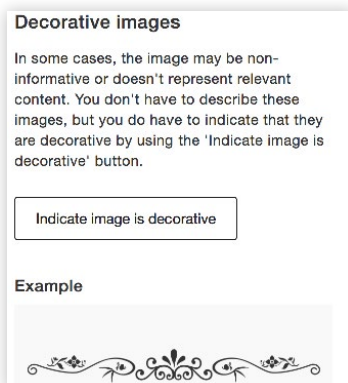 Decorative images
In some cases, the image may be non-
informative or doesn't represent relevant
content. You don't have to describe these
images, but you do have to indicate that they
are decorative by using the 'Indicate image is
decorative' button.
Indicate image is decorative
Example